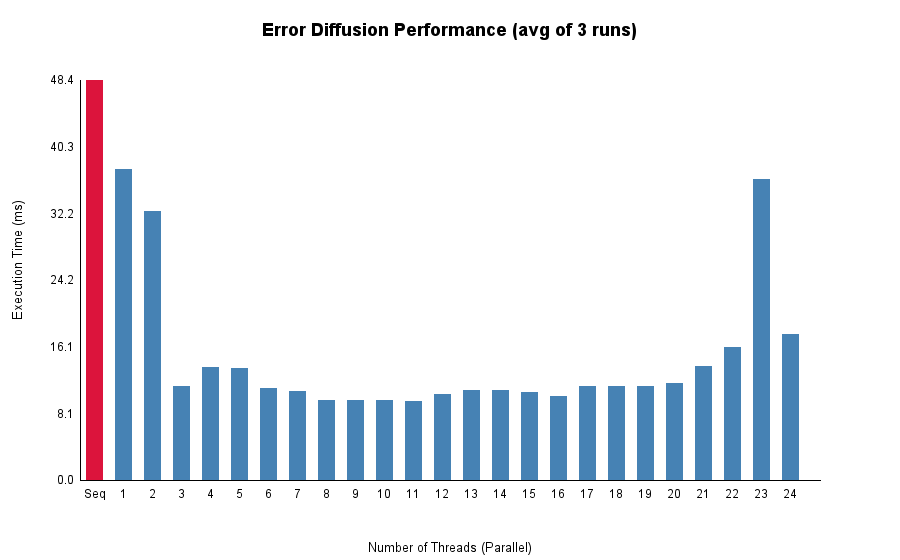 Error Diffusion Performance (avg of 3 runs)
48.4
40.3
32.2
24.2
16.1
8.1
0.0
Execution Time (ms)
Seq 1 2 3 4 5 6 7 8 9 10 11 12 13 14 15 16 17 18 19 20 21 22 23 24
Number of Threads (Parallel)